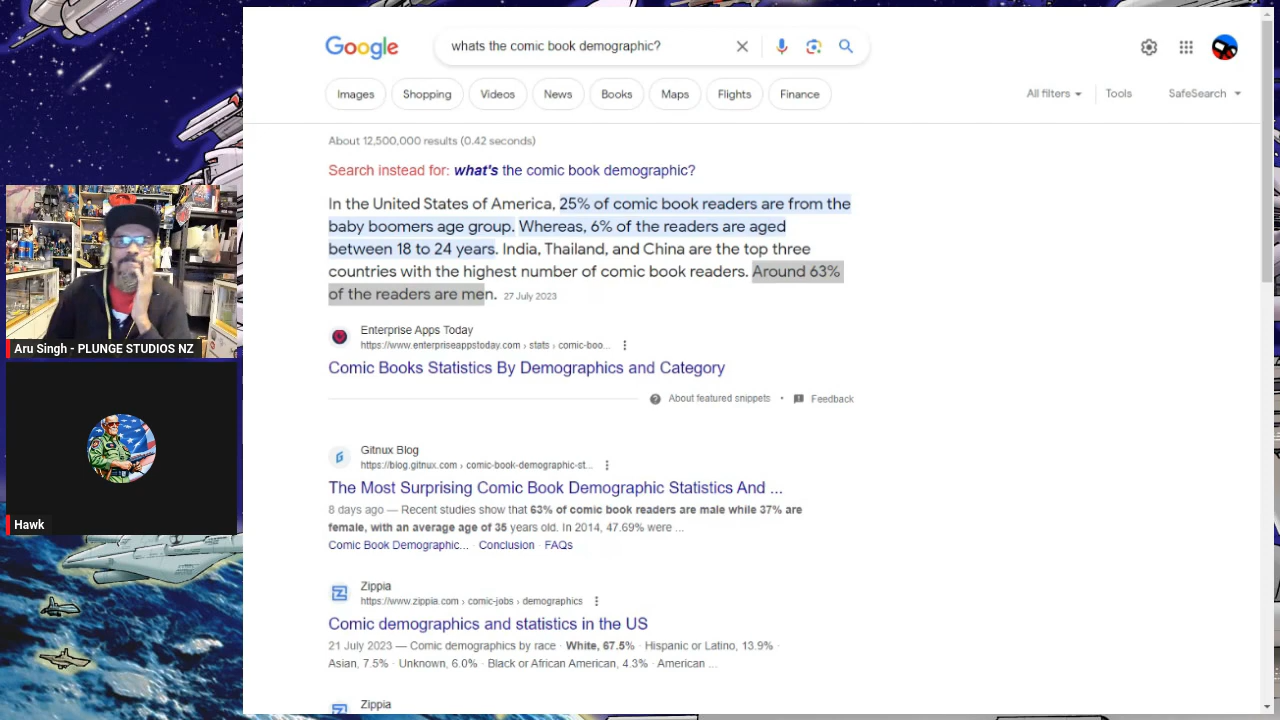 Google
whats the comic book demographic?
Images Shopping Videos News Books Maps Flights Finance
All filters Tools SafeSearch
About 12,500,000 results (0.42 seconds)
Search instead for: what's the comic book demographic?
In the United States of America, 25% of comic book readers are from the
baby boomers age group. Whereas, 6% of the readers are aged
between 18 to 24 years. India, Thailand, and China are the top three
countries with the highest number of comic book readers. Around 63%
of the readers are men. 27 July 2023
Enterprise Apps Today
https://www.enterpriseappstoday.com › stats › comic-boo...
Comic Books Statistics By Demographics and Category
About featured snippets • Feedback
Gitnux Blog
https://blog.gitnux.com › comic-book-demographic-st...
The Most Surprising Comic Book Demographic Statistics And ...
8 days ago — Recent studies show that 63% of comic book readers are male while 37% are
female, with an average age of 35 years old. In 2014, 47.69% were ...
Comic Book Demographic... · Conclusion · FAQs
Zippia
https://www.zippia.com › comic-jobs › demographics
Comic demographics and statistics in the US
21 July 2023 — Comic demographics by race · White, 67.5% · Hispanic or Latino, 13.9% ·
Asian, 7.5% · Unknown, 6.0% · Black or African American, 4.3% · American ...
Zippia
Aru Singh - PLUNGE STUDIOS NZ
Hawk